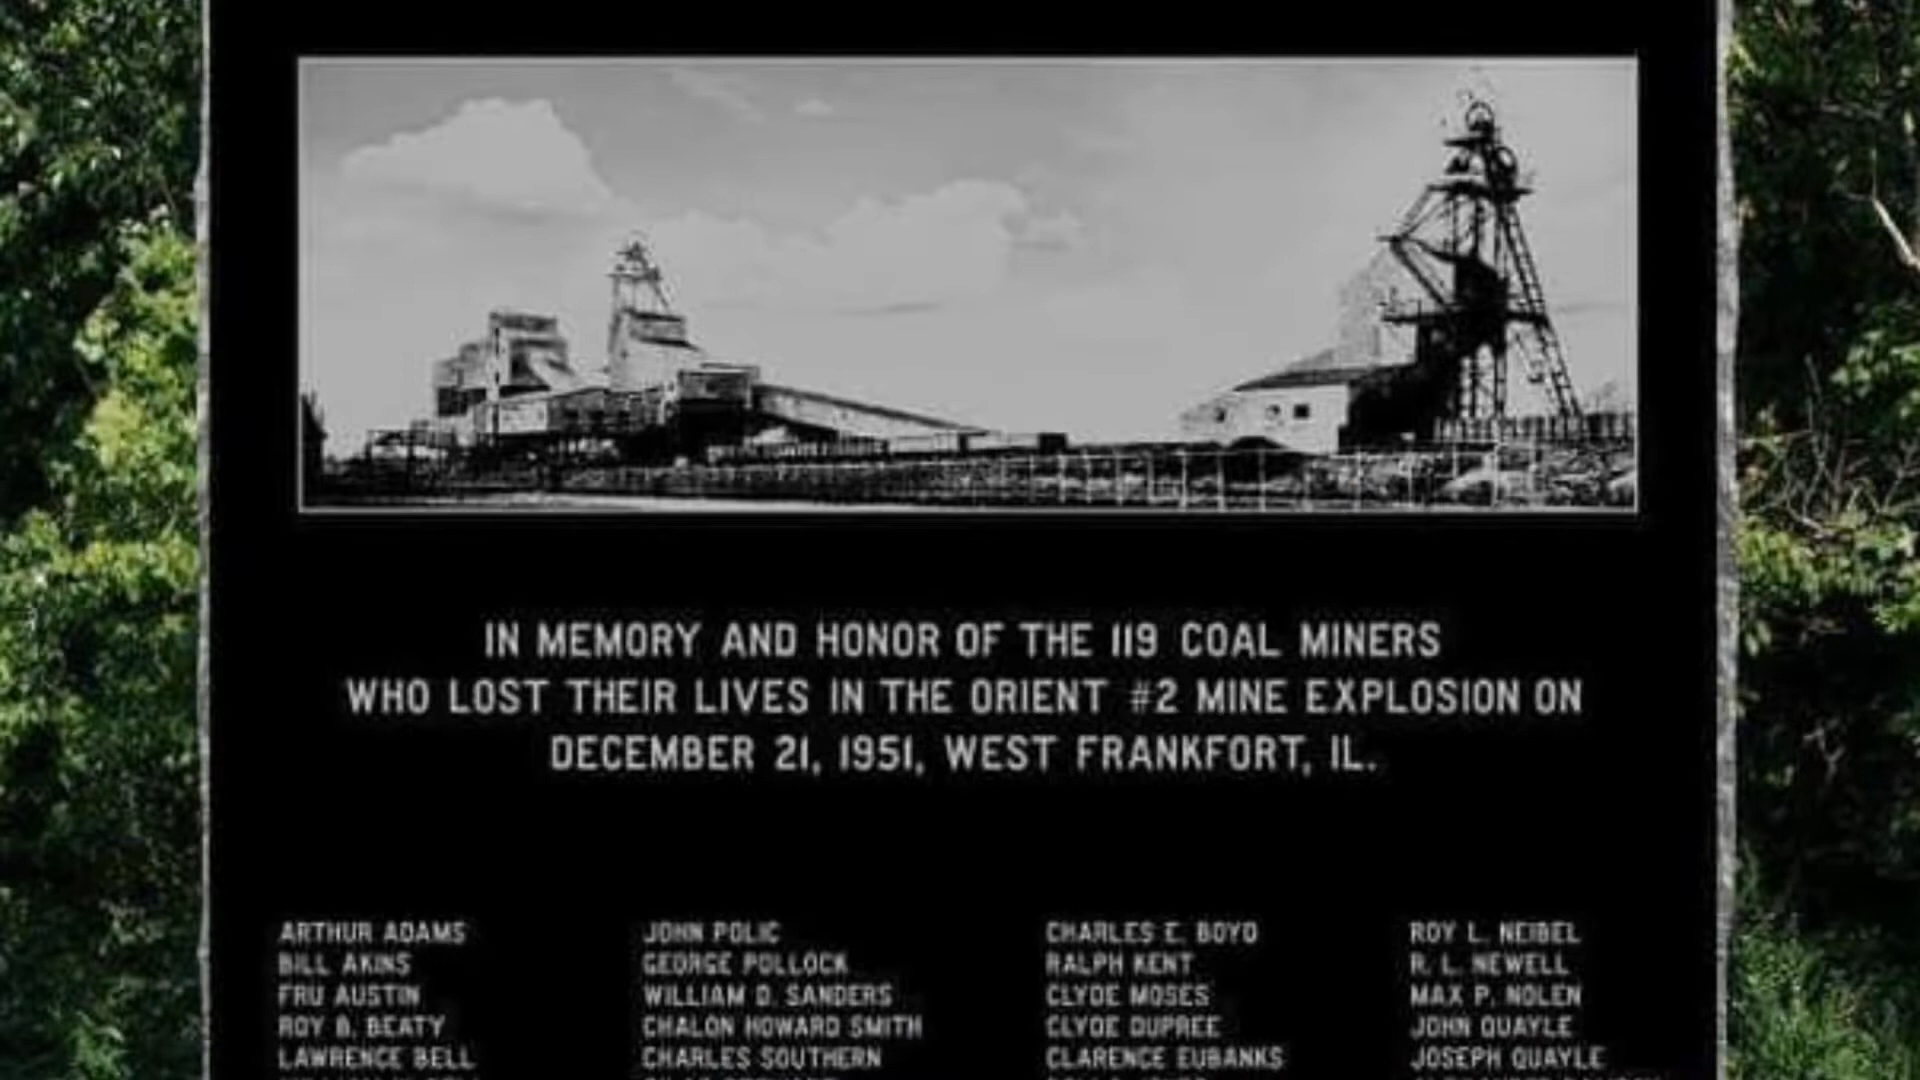 IN MEMORY AND HONOR OF THE 119 COAL MINERS
WHO LOST THEIR LIVES IN THE ORIENT #2 MINE EXPLOSION ON
DECEMBER 21, 1951, WEST FRANKFORT, IL.
ARTHUR ADAMS
BILL AKINS
FRU AUSTIN
ROY B. BEATY
LAWRENCE BELL
JOHN POLIC
GEORGE POLLOCK
WILLIAM D. SANDERS
CHALON HOWARD SMITH
CHARLES SOUTHERN
CHARLES E. BOYD
RALPH KENT
CLYDE MOSES
CLYDE DUPREE
CLARENCE EUBANKS
ROY L. NEIBEL
R. L. NEWELL
MAX P. NOLEN
JOHN QUAYLE
JOSEPH QUAYLE